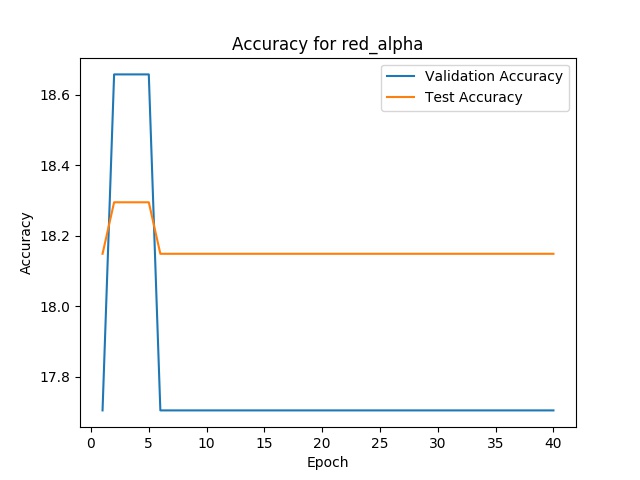 Accuracy for red_alpha
Validation Accuracy
Test Accuracy
18.6
18.4
18.2
18.0
17.8
Accuracy
0 5 10 15 20 25 30 35 40
Epoch